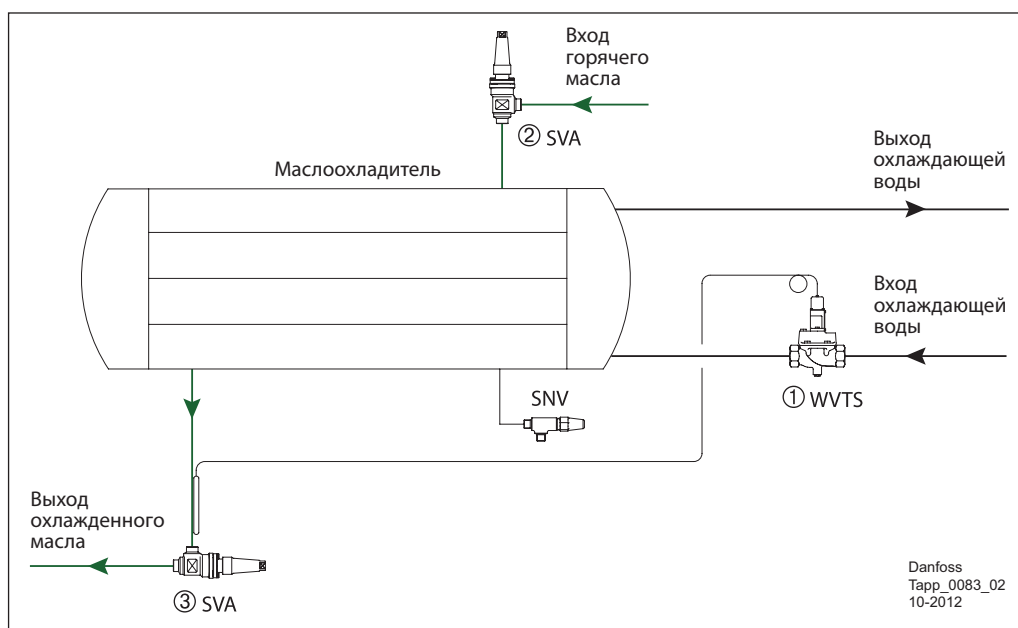 Вход
горячего
масла
② SVA
Маслоохладитель
Выход
охлаждающей
воды
Вход
охлаждающей
воды
① WVTS
SNV
Выход
охлажденного
масла
③ SVA
Danfoss
Tapp_0083_02
10-2012